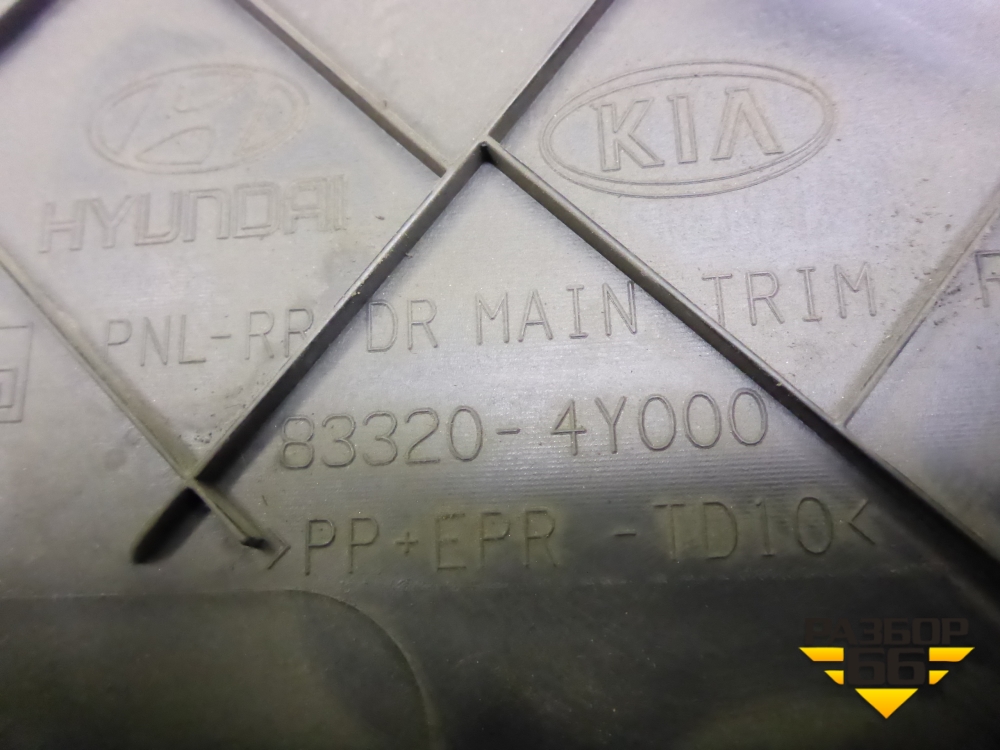 HYUNDAI
KIA
PNL-RR DR MAIN TRIM
83320-4Y000
>PP+EPR -TD10<
РАЗБОР
66